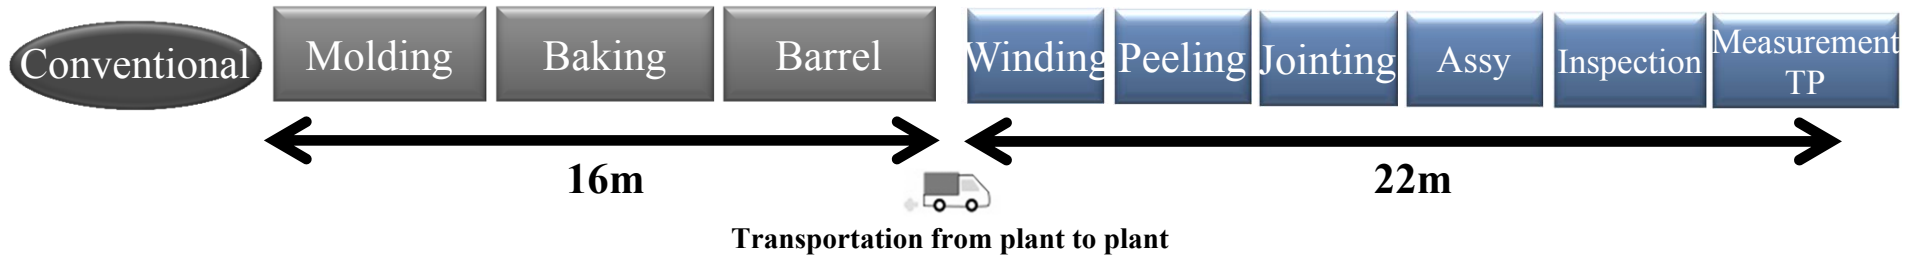 Conventional
Molding
Baking
Barrel
Winding
Peeling
Jointing
Assy
Inspection
Measurement
TP
16m
22m
Transportation from plant to plant